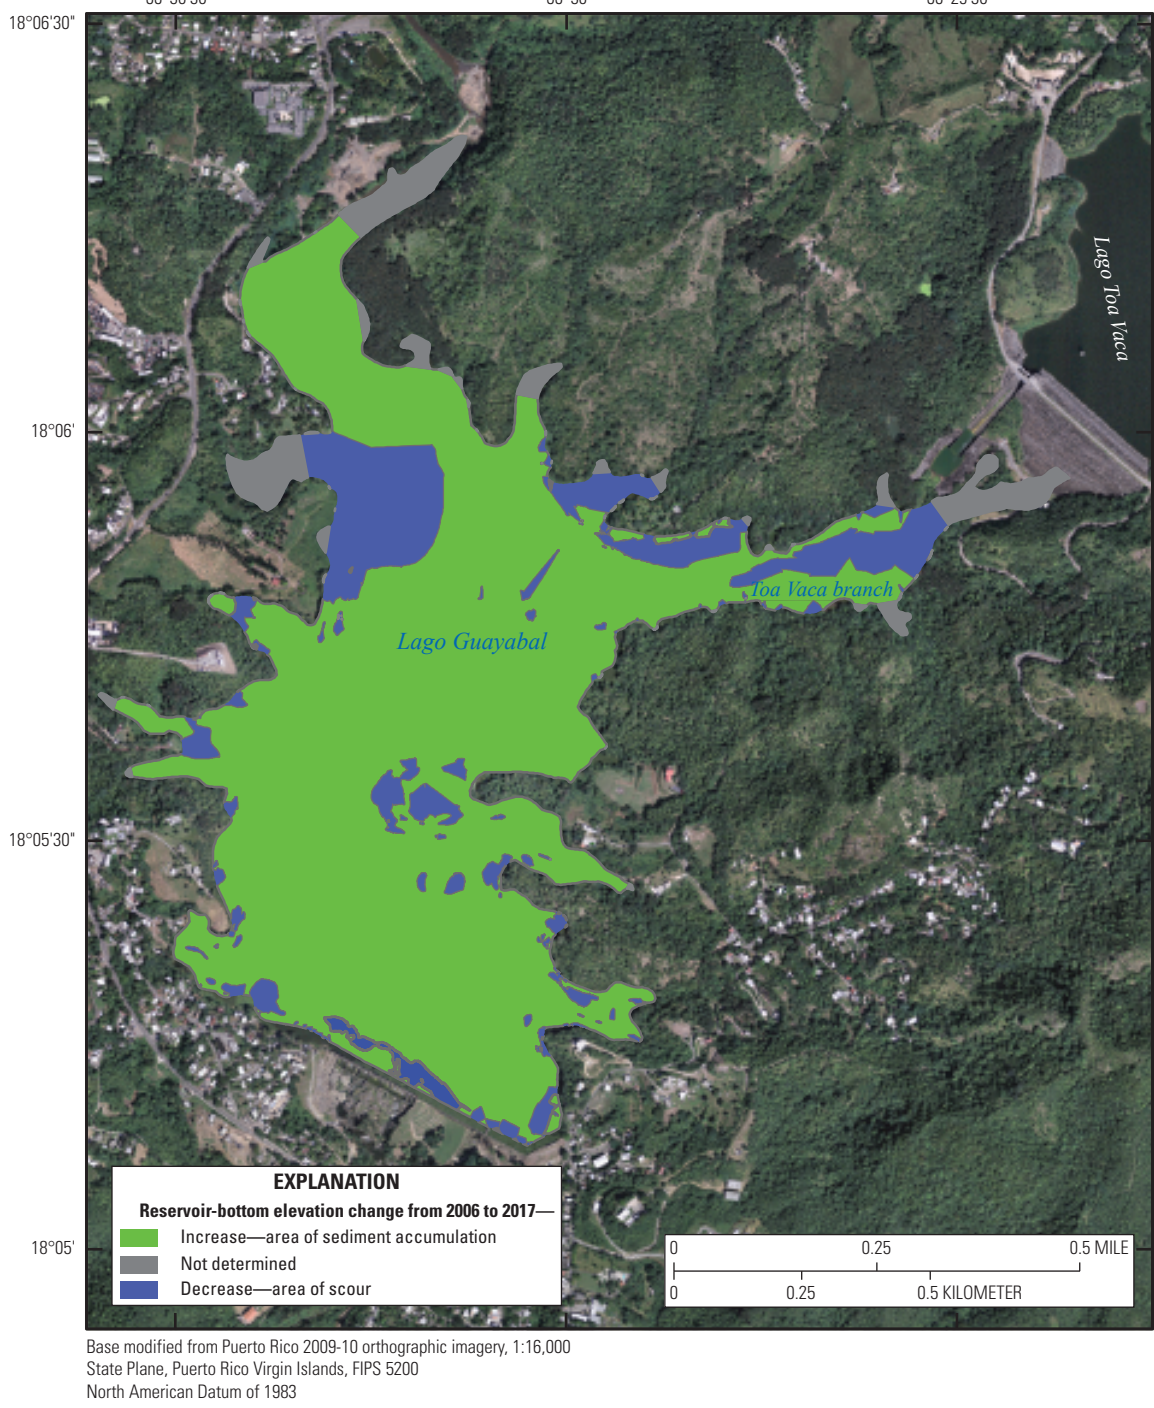 18°06'30"
Lago Toa Vaca
18°06'
Toa Vaca branch
Lago Guayabal
18°05'30"
EXPLANATION
Reservoir-bottom elevation change from 2006 to 2017—
Increase—area of sediment accumulation
Not determined
Decrease—area of scour
18°05'
0 0.25 0.5 MILE
0 0.25 0.5 KILOMETER
Base modified from Puerto Rico 2009-10 orthographic imagery, 1:16,000
State Plane, Puerto Rico Virgin Islands, FIPS 5200
North American Datum of 1983